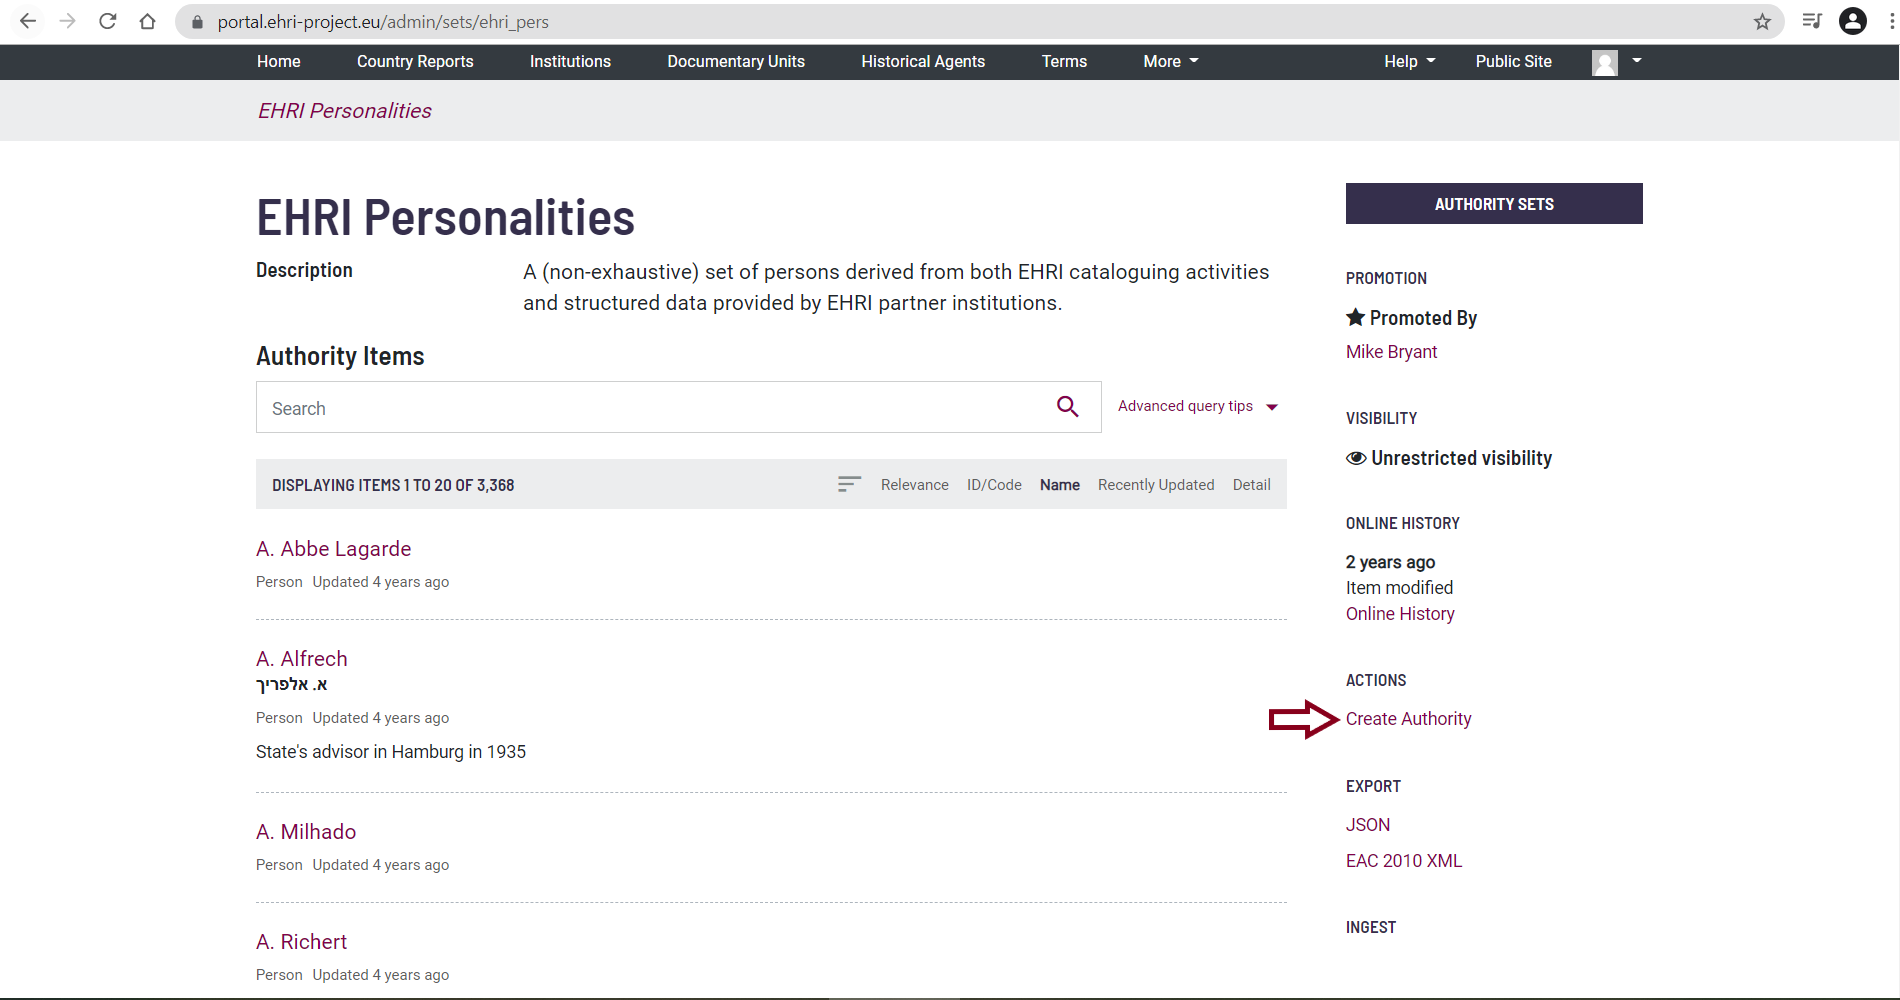 portal.ehri-project.eu/admin/sets/ehri_pers
Home Country Reports Institutions Documentary Units Historical Agents Terms More Help Public Site
EHRI Personalities
EHRI Personalities
Description
A (non-exhaustive) set of persons derived from both EHRI cataloguing activities
and structured data provided by EHRI partner institutions.
Authority Items
Search
Advanced query tips
DISPLAYING ITEMS 1 TO 20 OF 3,368
Relevance ID/Code Name Recently Updated Detail
A. Abbe Lagarde
Person Updated 4 years ago
A. Alfrech
א. אלפריך
Person Updated 4 years ago
State's advisor in Hamburg in 1935
A. Milhado
Person Updated 4 years ago
A. Richert
Person Updated 4 years ago
AUTHORITY SETS
PROMOTION
Promoted By
Mike Bryant
VISIBILITY
Unrestricted visibility
ONLINE HISTORY
2 years ago
Item modified
Online History
ACTIONS
Create Authority
EXPORT
JSON
EAC 2010 XML
INGEST